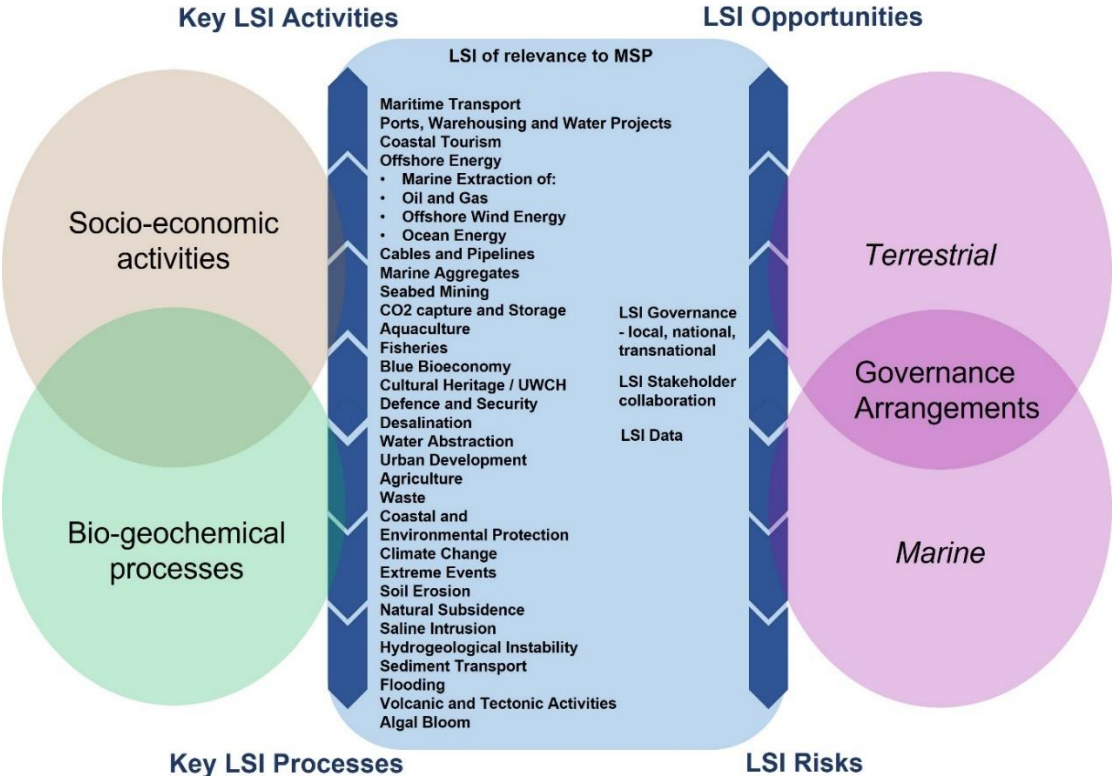 Key LSI Activities
LSI Opportunities
LSI of relevance to MSP
Maritime Transport
Ports, Warehousing and Water Projects
Coastal Tourism
Offshore Energy
• Marine Extraction of:
• Oil and Gas
• Offshore Wind Energy
• Ocean Energy
Cables and Pipelines
Marine Aggregates
Seabed Mining
CO2 capture and Storage
Aquaculture
Fisheries
Blue Bioeconomy
Cultural Heritage / UWCH
Defence and Security
Desalination
Water Abstraction
Urban Development
Agriculture
Waste
Coastal and
Environmental Protection
Climate Change
Extreme Events
Soil Erosion
Natural Subsidence
Saline Intrusion
Hydrogeological Instability
Sediment Transport
Flooding
Volcanic and Tectonic Activities
Algal Bloom
LSI Governance
- local, national,
transnational
LSI Stakeholder
collaboration
LSI Data
Socio-economic
activities
Bio-geochemical
processes
Terrestrial
Governance
Arrangements
Marine
Key LSI Processes
LSI Risks